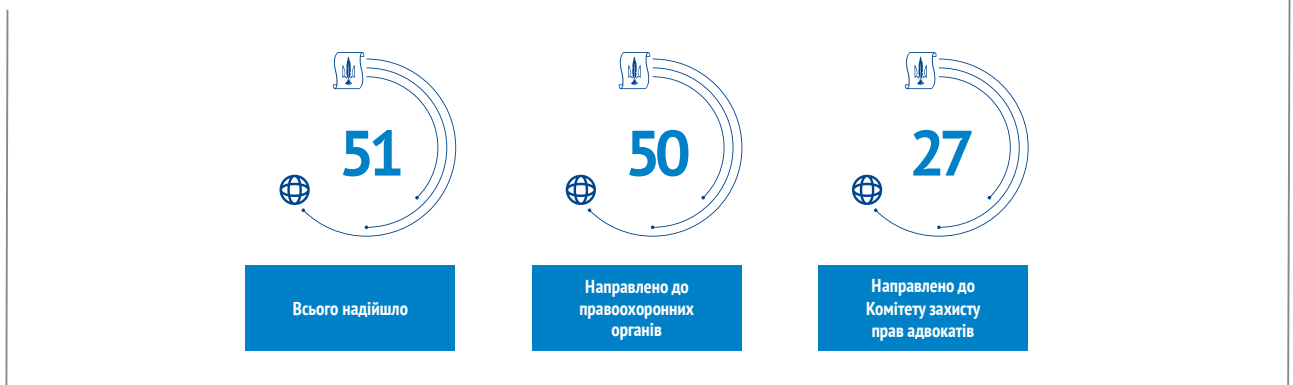 51
50
27
Всього надійшло
Направлено до
правоохоронних
органів
Направлено до
Комітету захисту
прав адвокатів